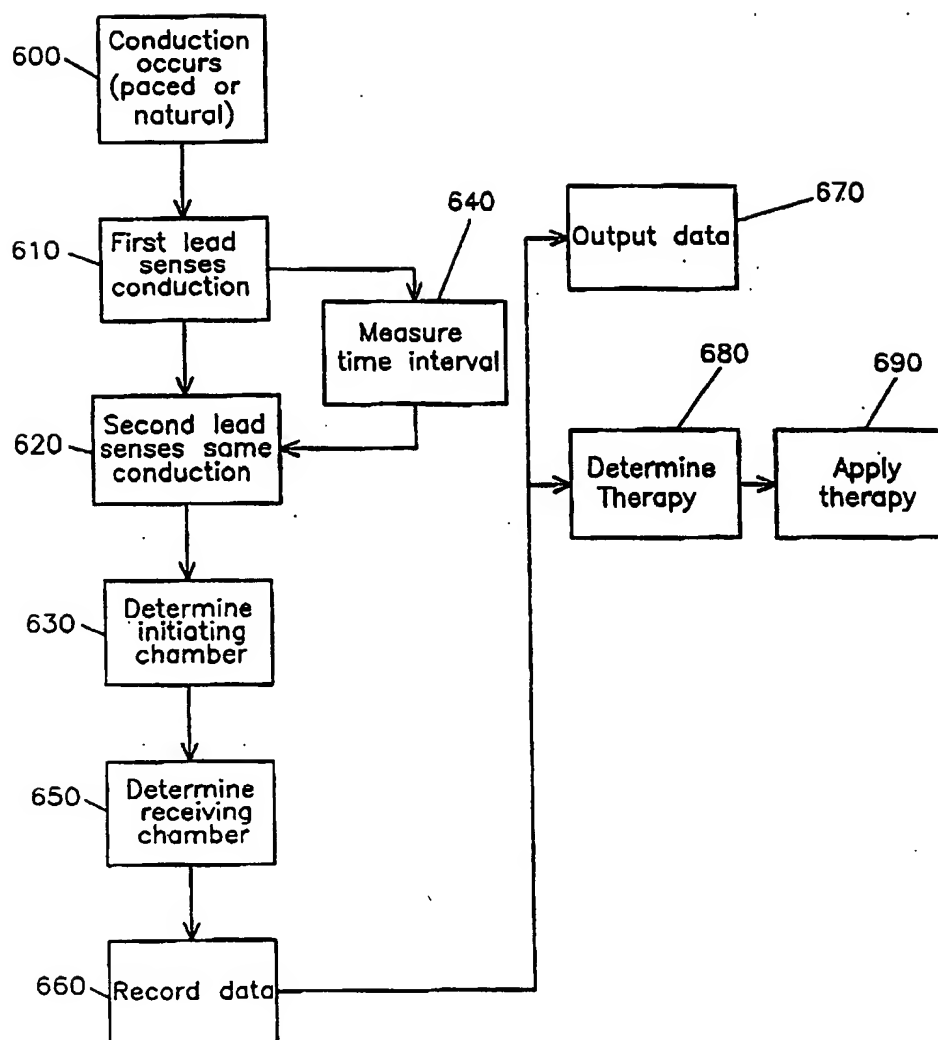 600
Conduction
occurs
(paced or
natural)
610
First lead
senses
conduction
640
Measure
time interval
620
Second lead
senses same
conduction
630
Determine
initiating
chamber
650
Determine
receiving
chamber
660
Record data
670
Output data
680
Determine
Therapy
690
Apply
therapy